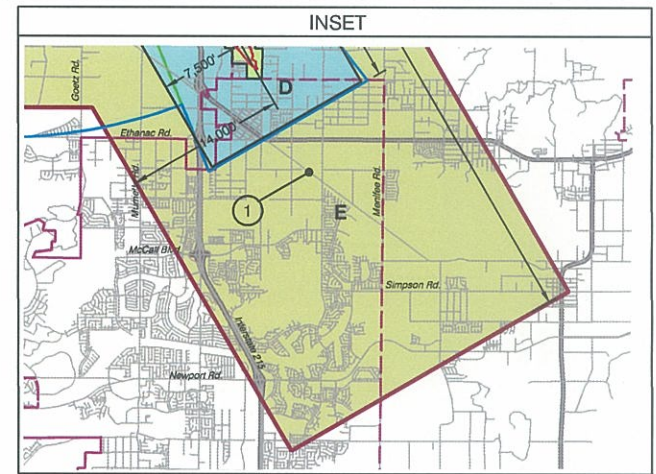 INSET
Goetz Rd.
7,500'
D
14,000'
Ethanac Rd.
Murrieta Rd.
1
E
Menifee Rd.
McCall Blvd.
Simpson Rd.
Interstate 215
Newport Rd.